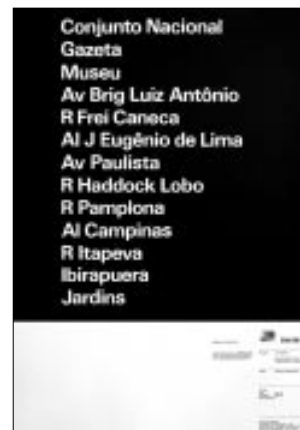 Conjunto Nacional
Gazeta
Museu
Av Brig Luiz Antônio
R Frei Caneca
Al J Eugênio de Lima
Av Paulista
R Haddock Lobo
R Pamplona
Al Campinas
R Itapeva
Ibirapuera
Jardins